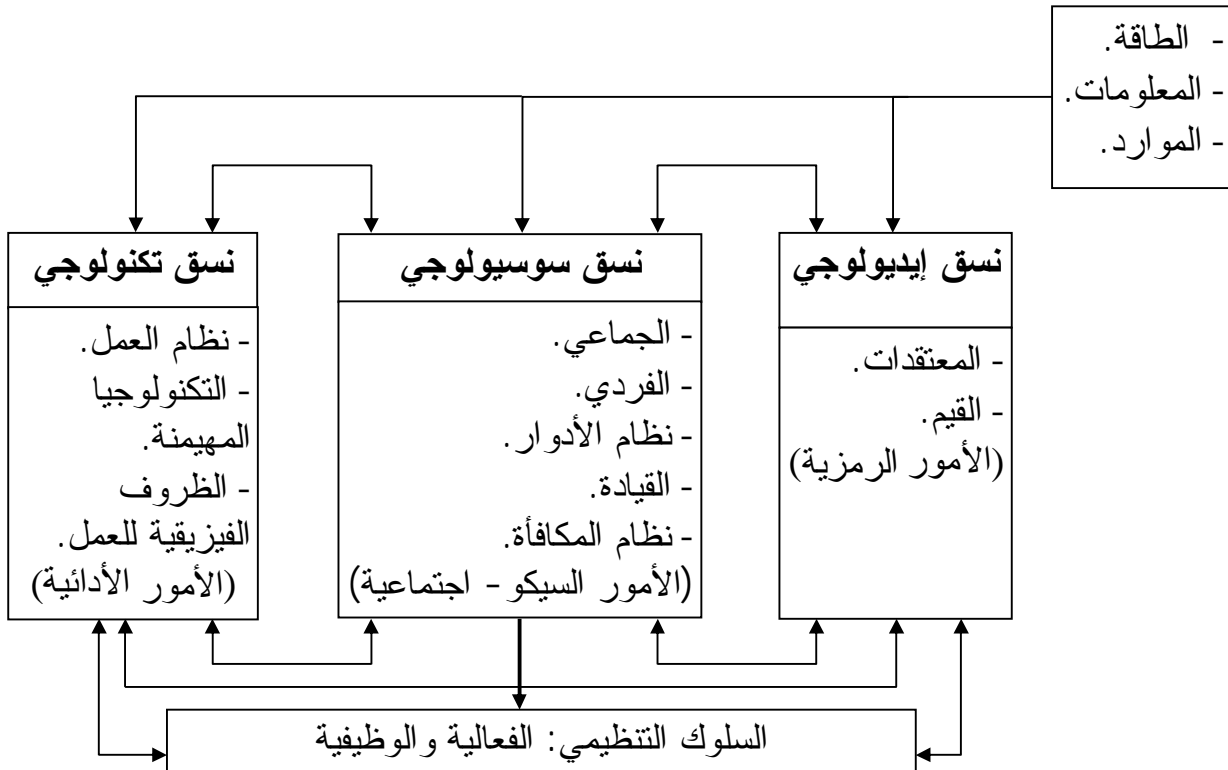 - الطاقة.
- المعلومات.
- الموارد.
نسق إيديولوجي
- المعتقدات.
- القيم.
(الأمور الرمزية)
نسق سوسيولوجي
- الجماعي.
- الفردي.
- نظام الأدوار.
- القيادة.
- نظام المكافأة.
(الأمور السيكو - اجتماعية)
نسق تكنولوجي
- نظام العمل.
- التكنولوجيا
المهيمنة.
- الظروف
الفيزيقية للعمل.
(الأمور الأدائية)
السلوك التنظيمي: الفعالية والوظيفية